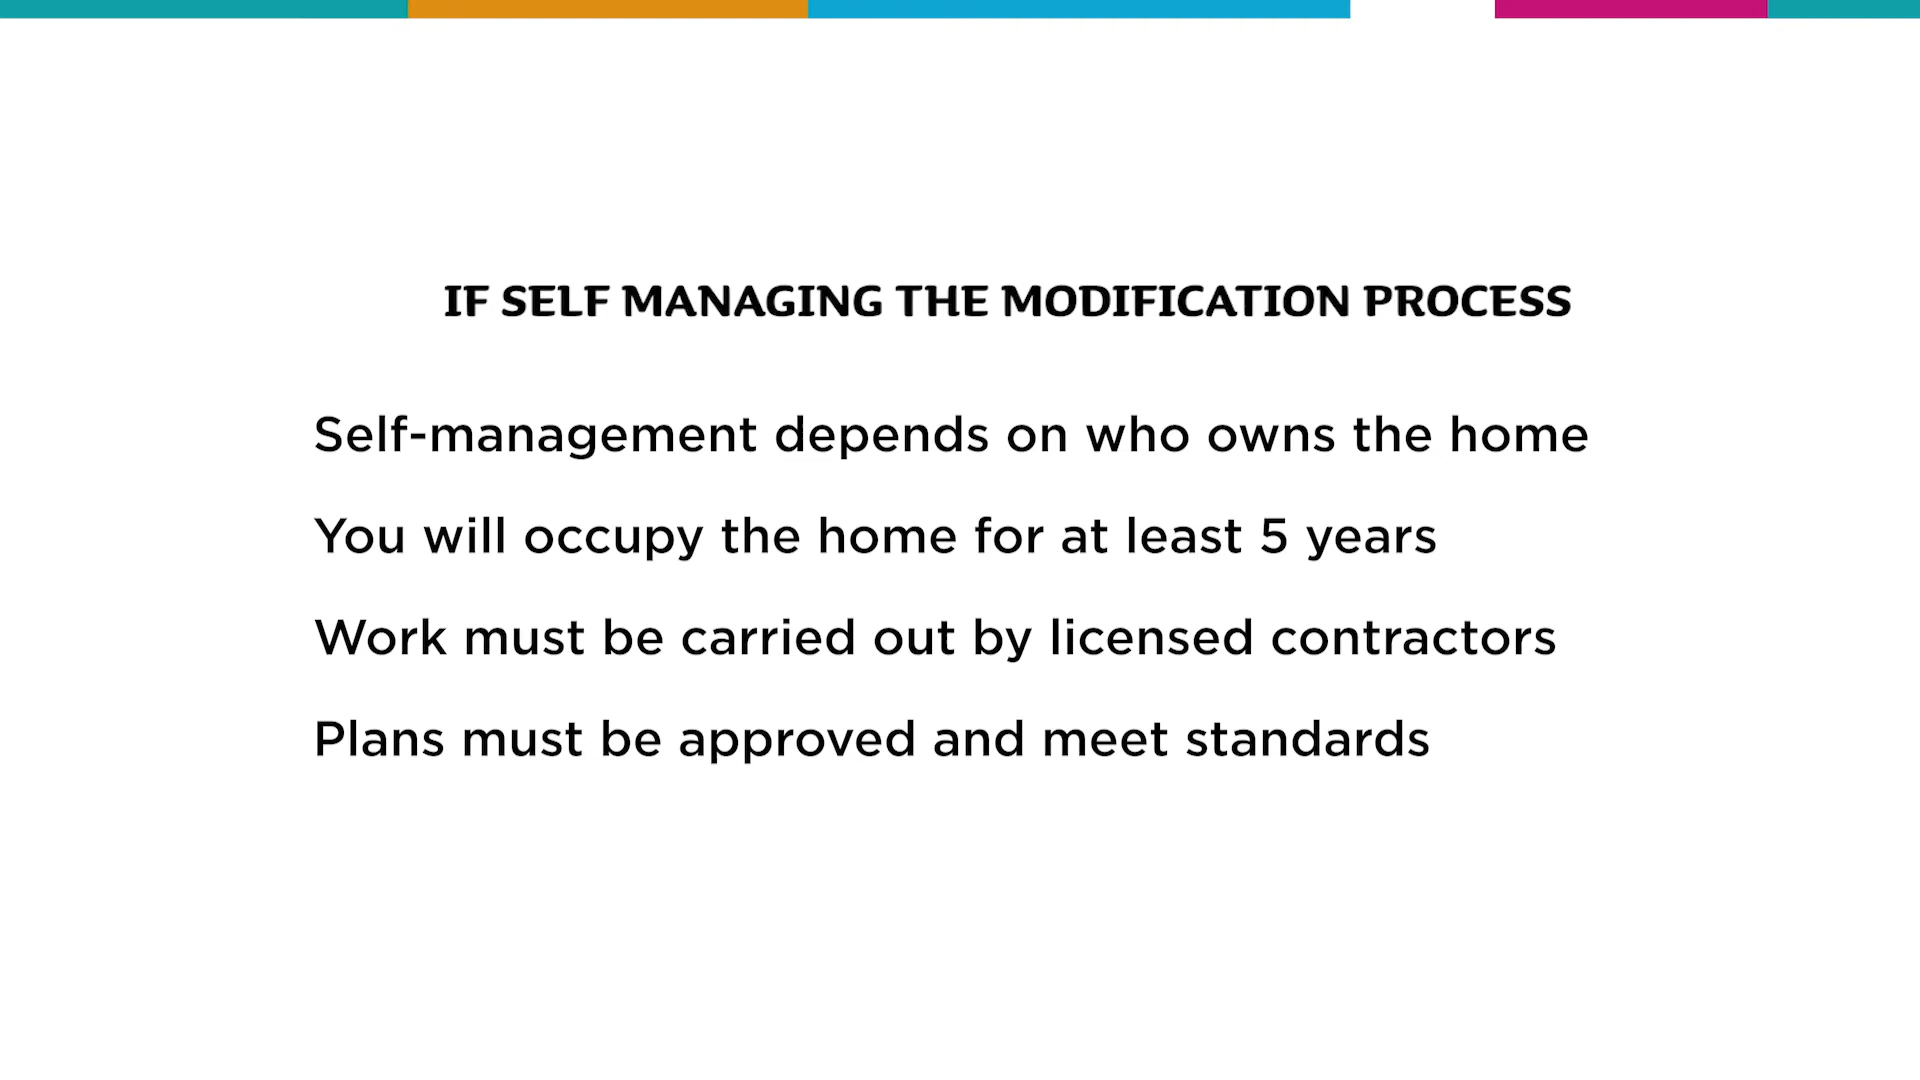 IF SELF MANAGING THE MODIFICATION PROCESS
Self-management depends on who owns the home
You will occupy the home for at least 5 years
Work must be carried out by licensed contractors
Plans must be approved and meet standards